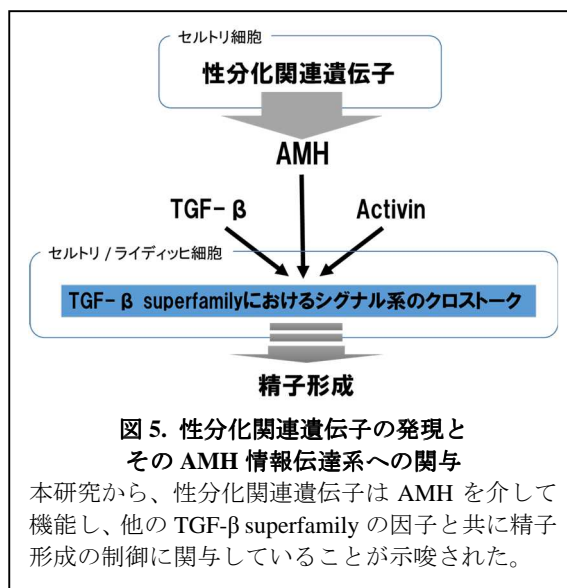 セルトリ細胞
性分化関連遺伝子
AMH
TGF- β Activin
セルトリ / ライディッヒ細胞
TGF- β superfamilyにおけるシグナル系のクロストーク
精子形成
図 5. 性分化関連遺伝子の発現と
その AMH 情報伝達系への関与
本研究から、性分化関連遺伝子は AMH を介して
機能し、他の TGF-β superfamily の因子と共に精子
形成の制御に関与していることが示唆された。